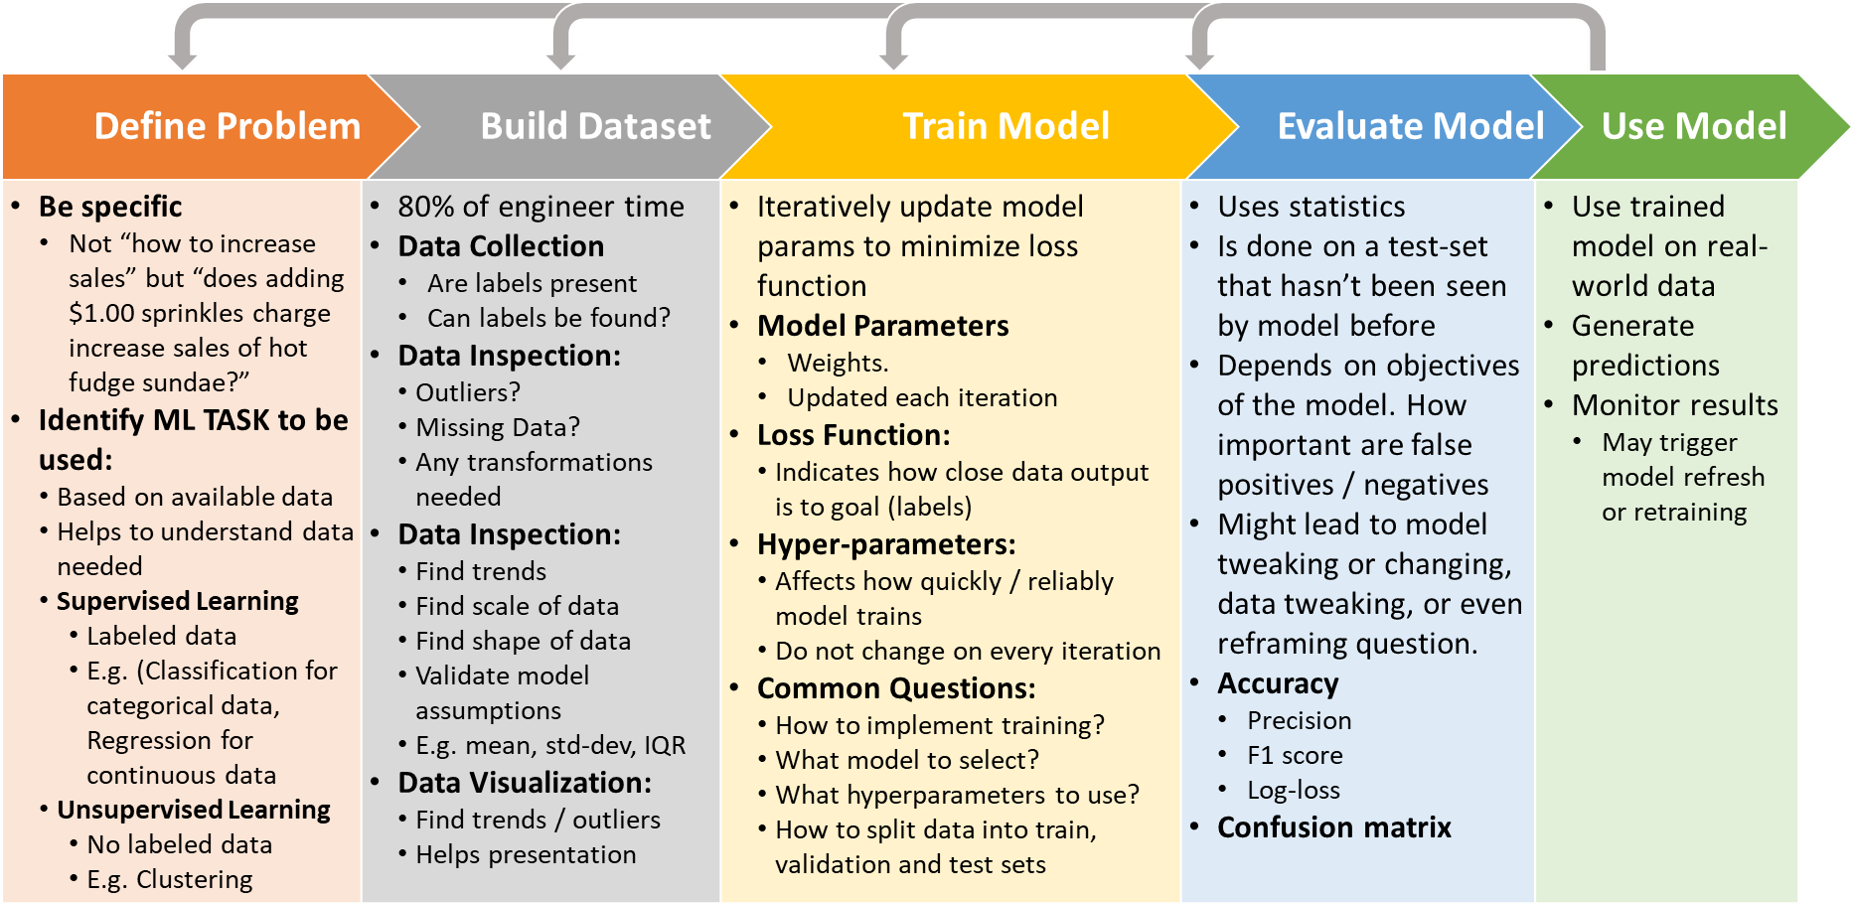 Define Problem
Build Dataset
Train Model
Evaluate Model
Use Model
• Be specific
• Not “how to increase
sales” but “does adding
$1.00 sprinkles charge
increase sales of hot
fudge sundae?”
• Identify ML TASK to be
used:
• Based on available data
• Helps to understand data
needed
• Supervised Learning
• Labeled data
• E.g. (Classification for
categorical data,
Regression for
continuous data
• Unsupervised Learning
• No labeled data
• E.g. Clustering
• 80% of engineer time
• Data Collection
• Are labels present
• Can labels be found?
• Data Inspection:
• Outliers?
• Missing Data?
• Any transformations
needed
• Data Inspection:
• Find trends
• Find scale of data
• Find shape of data
• Validate model
assumptions
• E.g. mean, std-dev, IQR
• Data Visualization:
• Find trends / outliers
• Helps presentation
• Iteratively update model
params to minimize loss
function
• Model Parameters
• Weights.
• Updated each iteration
• Loss Function:
• Indicates how close data output
is to goal (labels)
• Hyper-parameters:
• Affects how quickly / reliably
model trains
• Do not change on every iteration
• Common Questions:
• How to implement training?
• What model to select?
• What hyperparameters to use?
• How to split data into train,
validation and test sets
• Uses statistics
• Is done on a test-set
that hasn’t been seen
by model before
• Depends on objectives
of the model. How
important are false
positives / negatives
• Might lead to model
tweaking or changing,
data tweaking, or even
reframing question.
• Accuracy
• Precision
• F1 score
• Log-loss
• Confusion matrix
• Use trained
model on real-
world data
• Generate
predictions
• Monitor results
• May trigger
model refresh
or retraining